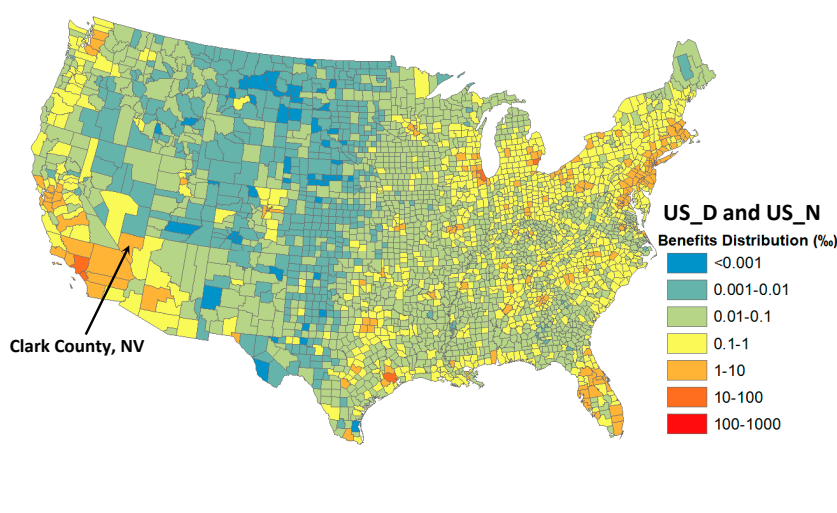 US_D and US_N
Benefits Distribution (‰)
<0.001
0.001-0.01
0.01-0.1
0.1-1
1-10
10-100
100-1000
Clark County, NV